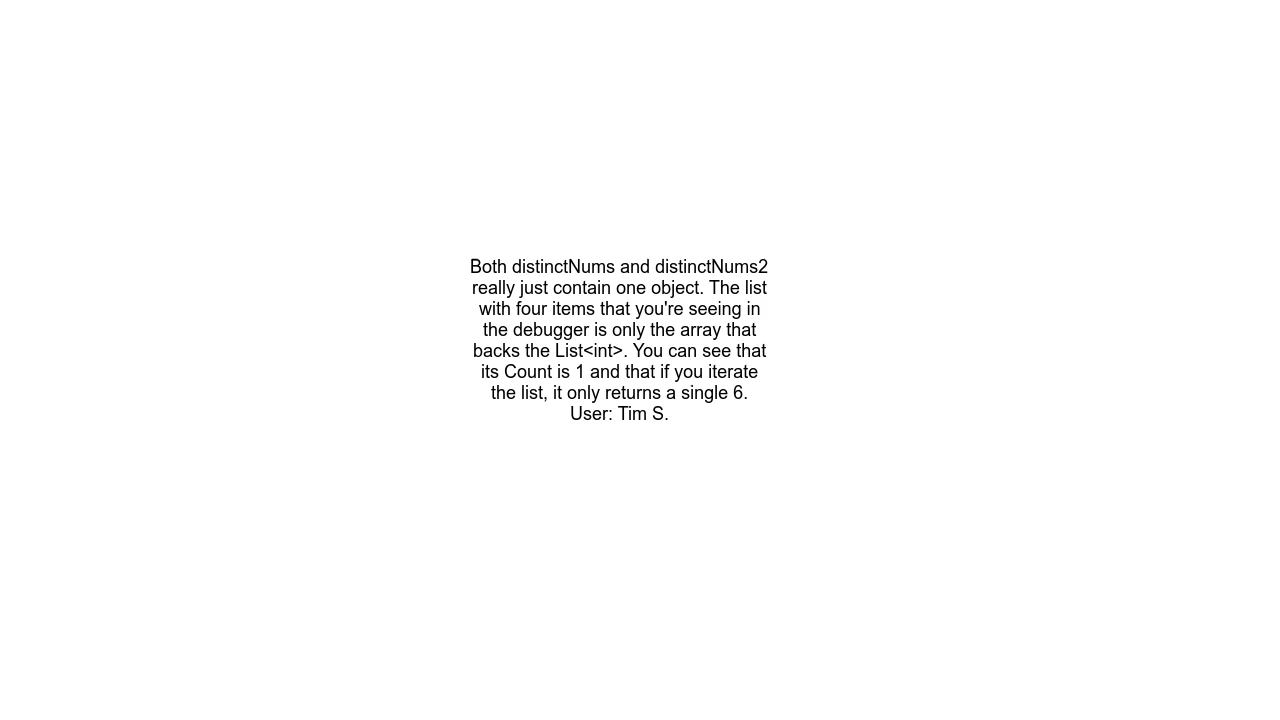 Both distinctNums and distinctNums2
really just contain one object. The list
with four items that you're seeing in
the debugger is only the array that
backs the List<int>. You can see that
its Count is 1 and that if you iterate
the list, it only returns a single 6.
User: Tim S.